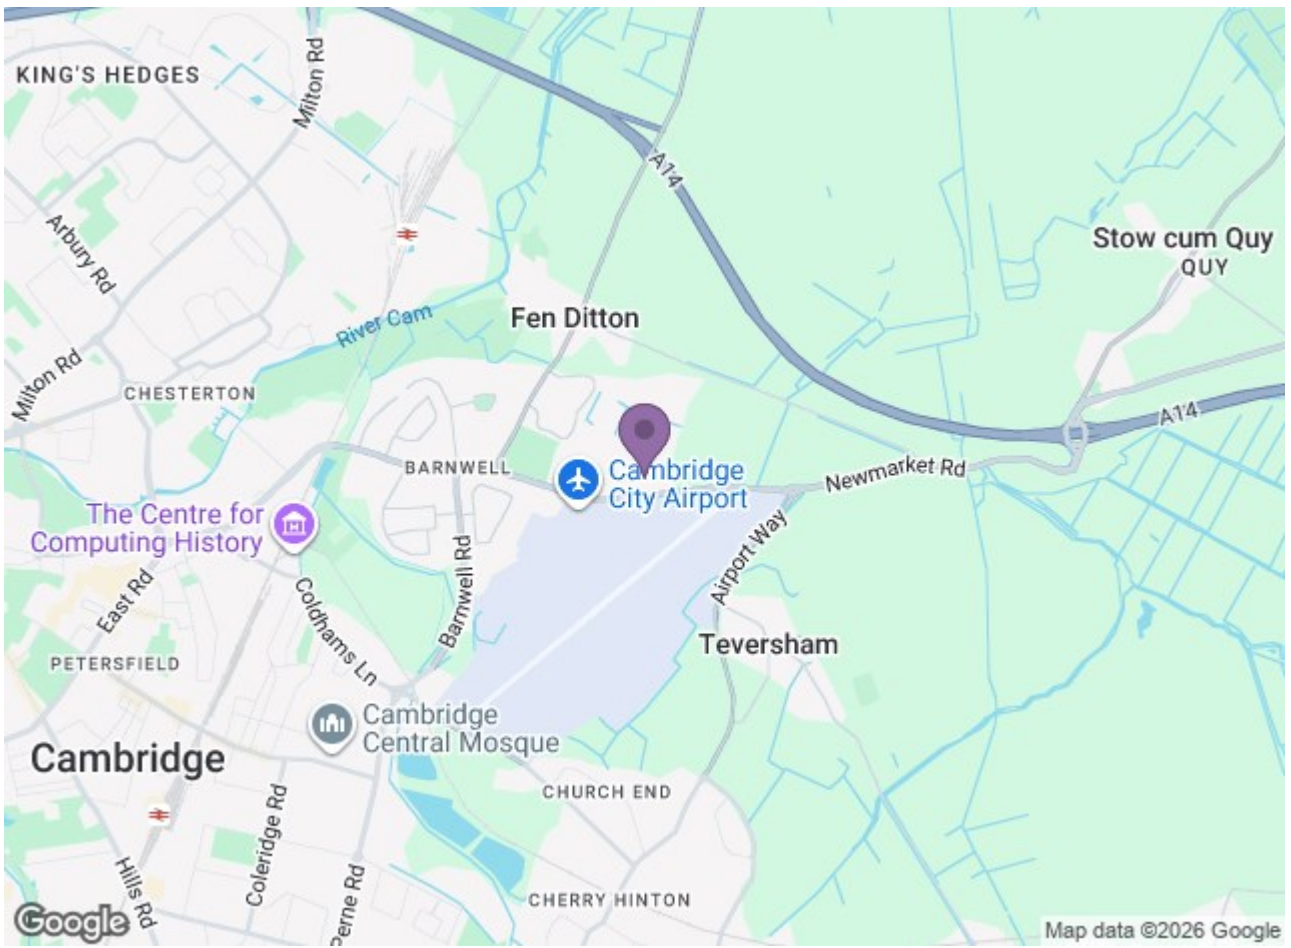 KING'S HEDGES
Milton Rd
A14
Arbury Rd
Stow cum Quy
QUY
River Cam
Fen Ditton
Milton Rd
CHESTERTON
A14
BARNWELL
Cambridge
City Airport
Newmarket Rd
The Centre for
Computing History
Airport Way
Barnwell Rd
East Rd
Coldhams Ln
Teversham
PETERSFIELD
Cambridge
Central Mosque
Cambridge
CHURCH END
Coleridge Rd
Hills Rd
Perne Rd
CHERRY HINTON
Google
Map data ©2026 Google